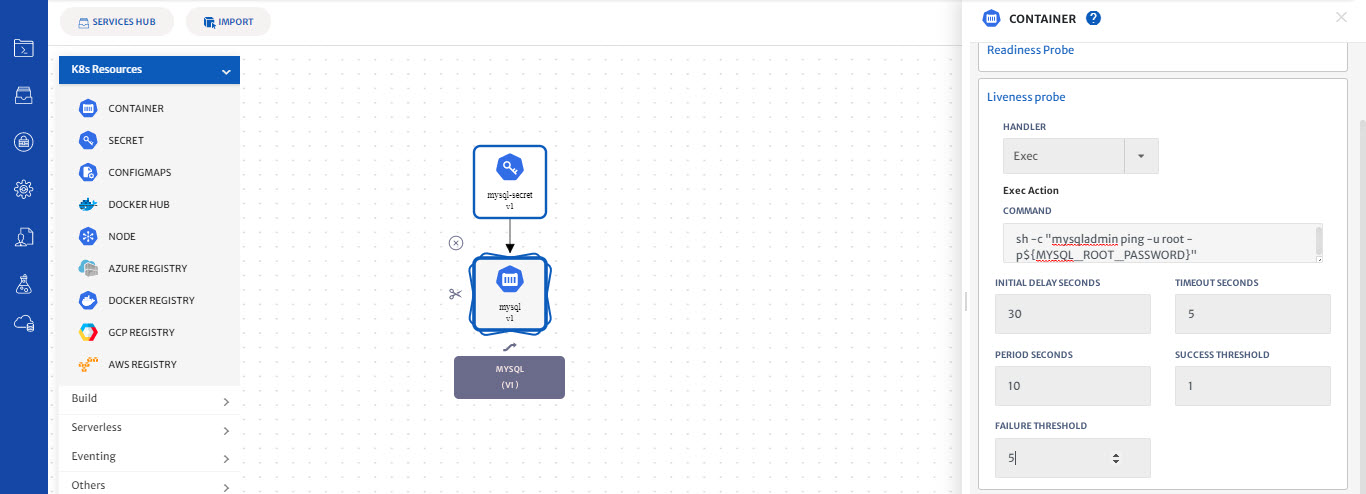 SERVICES HUB
IMPORT
K8s Resources
CONTAINER
SECRET
CONFIGMAPS
DOCKER HUB
NODE
AZURE REGISTRY
DOCKER REGISTRY
GCP REGISTRY
AWS REGISTRY
Build
Serverless
Eventing
Others
mysql-secret
v1
mysql
v1
MYSQL
(V1)
CONTAINER
?
Readiness Probe
Liveness probe
HANDLER
Exec
Exec Action
COMMAND
sh -c "mysqladmin ping -u root -
p${MYSQL_ROOT_PASSWORD}"
INITIAL DELAY SECONDS
TIMEOUT SECONDS
30
5
PERIOD SECONDS
SUCCESS THRESHOLD
10
1
FAILURE THRESHOLD
5